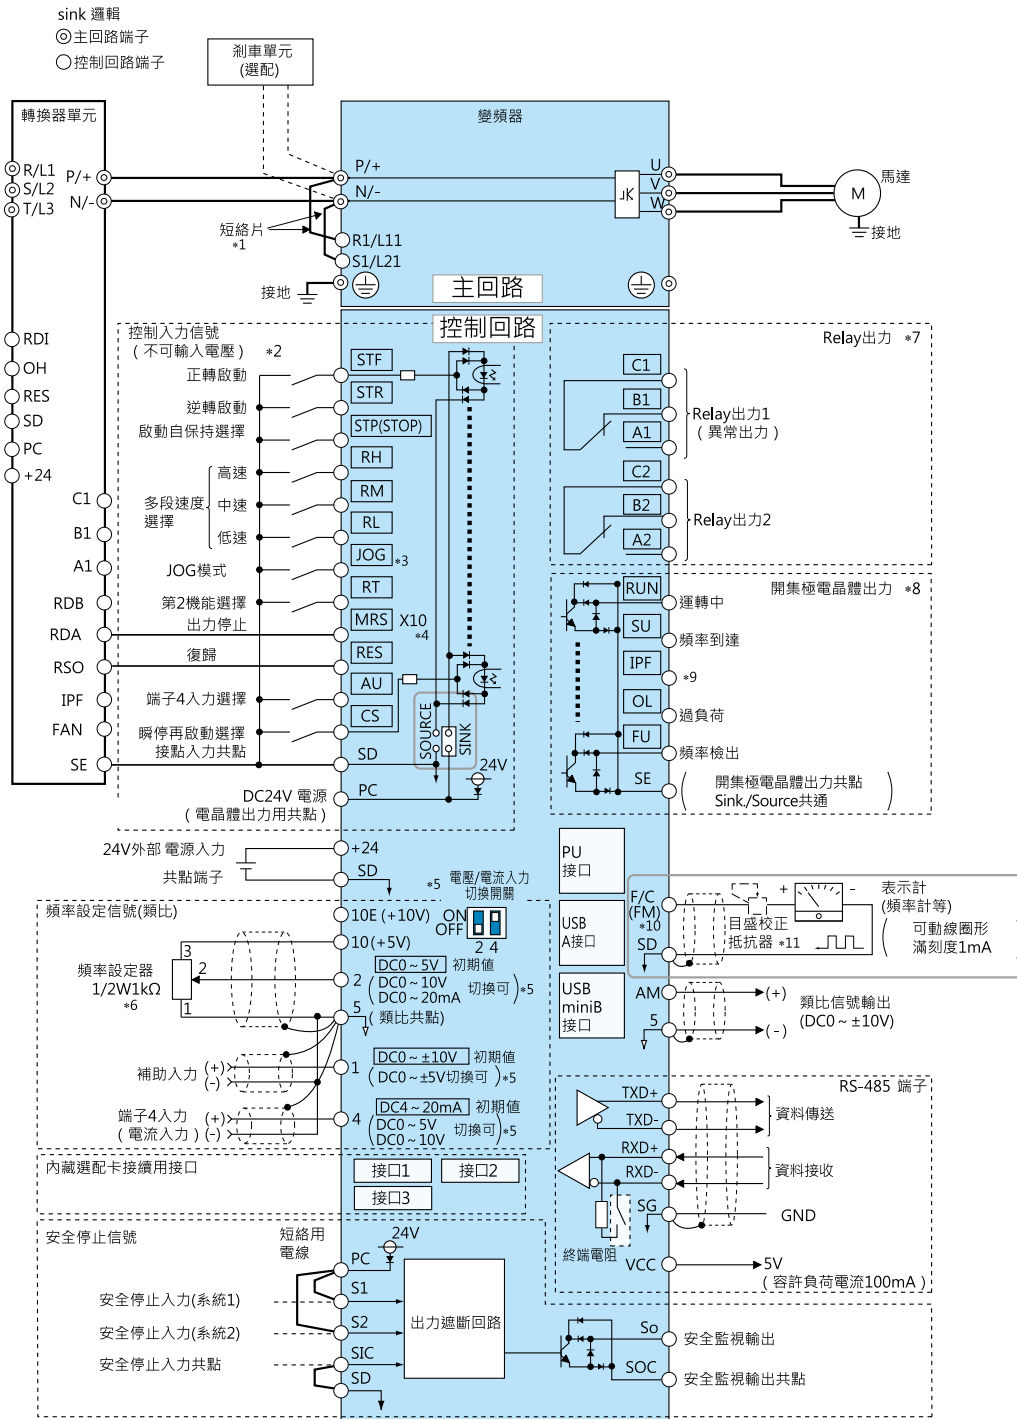 sink 邏輯
◎主回路端子
○控制回路端子
剎車單元
(選配)
轉換器單元
變頻器
R/L1
S/L2
T/L3
P/+
N/-
P/+
N/-
R1/L11
S1/L21
短絡片
*1
接地
主回路
U
V
W
M
馬達
接地
RDI
OH
RES
SD
PC
+24
C1
B1
A1
RDB
RDA
RSO
IPF
FAN
SE
控制回路
控制入力信號
( 不可輸入電壓 ) *2
正轉啟動
逆轉啟動
啟動自保持選擇
多段速度
選擇
高速
中速
低速
JOG模式
第2機能選擇
出力停止
復歸
端子4入力選擇
瞬停再啟動選擇
接點入力共點
STF
STR
STP(STOP)
RH
RM
RL
JOG *3
RT
MRS X10
*4
RES
AU
CS
SD
PC
SOURCE
SINK
24V
DC24V 電源
( 電晶體出力用共點 )
Relay出力 *7
C1
B1
A1
Relay出力1
( 異常出力 )
C2
B2
A2
Relay出力2
開集極電晶體出力 *8
RUN
運轉中
SU
頻率到達
IPF
*9
OL
過負荷
FU
頻率檢出
SE
開集極電晶體出力共點
Sink./Source共通
24V外部 電源入力
共點端子
+24
SD
*5 電壓/電流入力
切換開關
ON
OFF
2 4
頻率設定信號(類比)
10E (+10V)
10 (+5V)
頻率設定器
1/2W1kΩ
*6
3
2
1
2
DC0～5V 初期値
DC0～10V
DC0～20mA
切換可 *5
5
( 類比共點 )
補助入力
(+)
(-)
1
DC0～±10V 初期値
DC0～±5V切換可 *5
端子4入力
( 電流入力 )
(+)
(-)
4
DC4～20mA 初期値
DC0～5V
DC0～10V
切換可 *5
PU
接口
USB
A接口
USB
miniB
接口
F/C
(FM)
*10
SD
+
-
目盛校正
抵抗器 *11
表示計
(頻率計等)
可動線圈形
滿刻度1mA
AM
5
(+)
(-)
類比信號輸出
(DC0～±10V)
RS-485 端子
TXD+
TXD-
資料傳送
RXD+
RXD-
資料接收
SG
GND
終端電阻
VCC
5V
( 容許負荷電流100mA )
內藏選配卡接續用接口
接口1
接口2
接口3
安全停止信號
短絡用
電線
24V
PC
S1
S2
SIC
SD
安全停止入力(系統1)
安全停止入力(系統2)
安全停止入力共點
出力遮斷回路
So
SOC
安全監視輸出
安全監視輸出共點